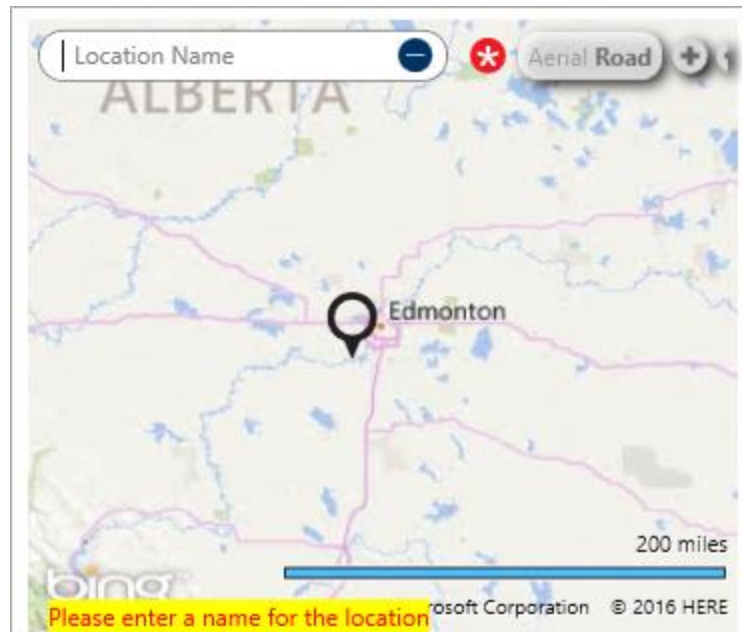 Location Name
Aerial Road
ALBERTA
Edmonton
200 miles
bing
Please enter a name for the location
rosoft Corporation © 2016 HERE